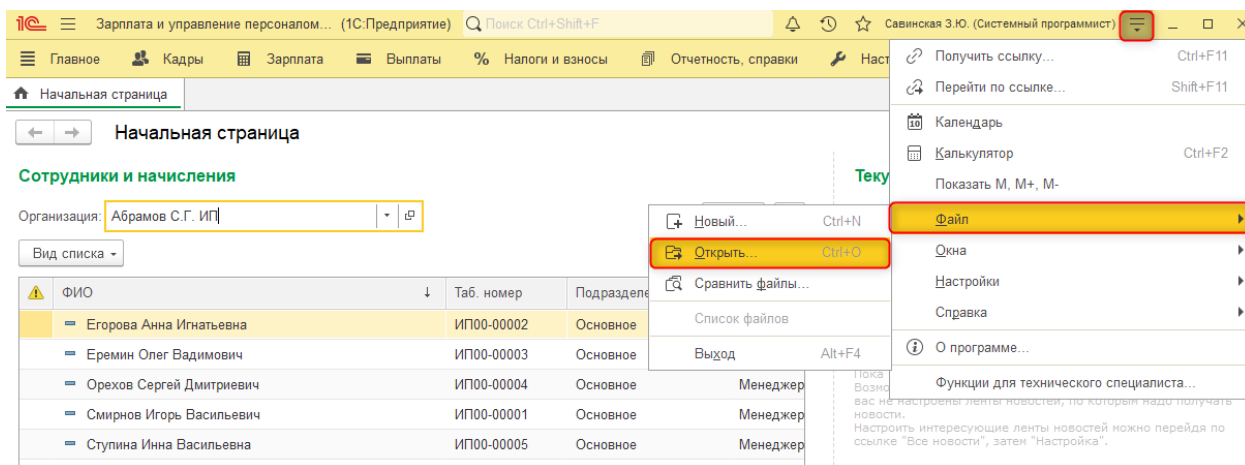 1С Зарплата и управление персоналом... (1С:Предприятие) Поиск Ctrl+Shift+F Савинская З.Ю. (Системный программист)
Главное Кадры Зарплата Выплаты % Налоги и взносы Отчетность, справки Наст
Начальная страница
Начальная страница
Сотрудники и начисления Теку
Организация: Абрамов С.Г. ИП
Вид списка
ФИО ↓ Таб. номер Подразделе
Егорова Анна Игнатьевна ИП00-00002 Основное
Еремин Олег Вадимович ИП00-00003 Основное
Орехов Сергей Дмитриевич ИП00-00004 Основное Менеджер
Смирнов Игорь Васильевич ИП00-00001 Основное Менеджер
Ступина Инна Васильевна ИП00-00005 Основное Менеджер
Новый... Ctrl+N
Открыть... Ctrl+O
Сравнить файлы...
Список файлов
Выход Alt+F4
Получить ссылку... Ctrl+F11
Перейти по ссылке... Shift+F11
10 Календарь
Калькулятор Ctrl+F2
Показать M, M+, M-
Файл
Окна
Настройки
Справка
О программе...
Функции для технического специалиста...
Пока
Возмо
вас не настроены ленты новостей, по которым надо получать
новости.
Настроить интересующие ленты новостей можно перейдя по
ссылке "Все новости", затем "Настройка".